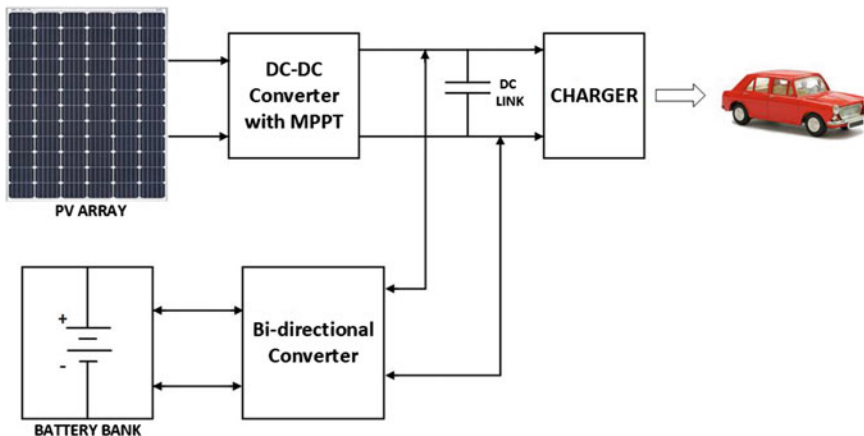 PV ARRAY
DC-DC
Converter
with MPPT
DC
LINK
CHARGER
+
-
BATTERY BANK
Bi-directional
Converter